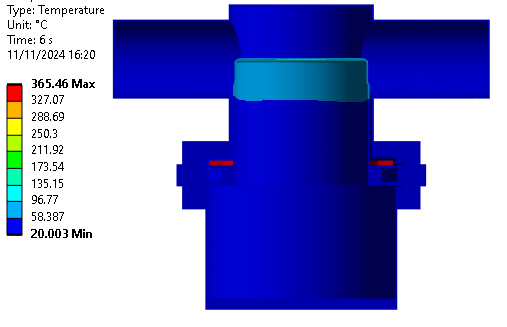 Type: Temperature
Unit: °C
Time: 6 s
11/11/2024 16:20
365.46 Max
327.07
288.69
250.3
211.92
173.54
135.15
96.77
58.387
20.003 Min